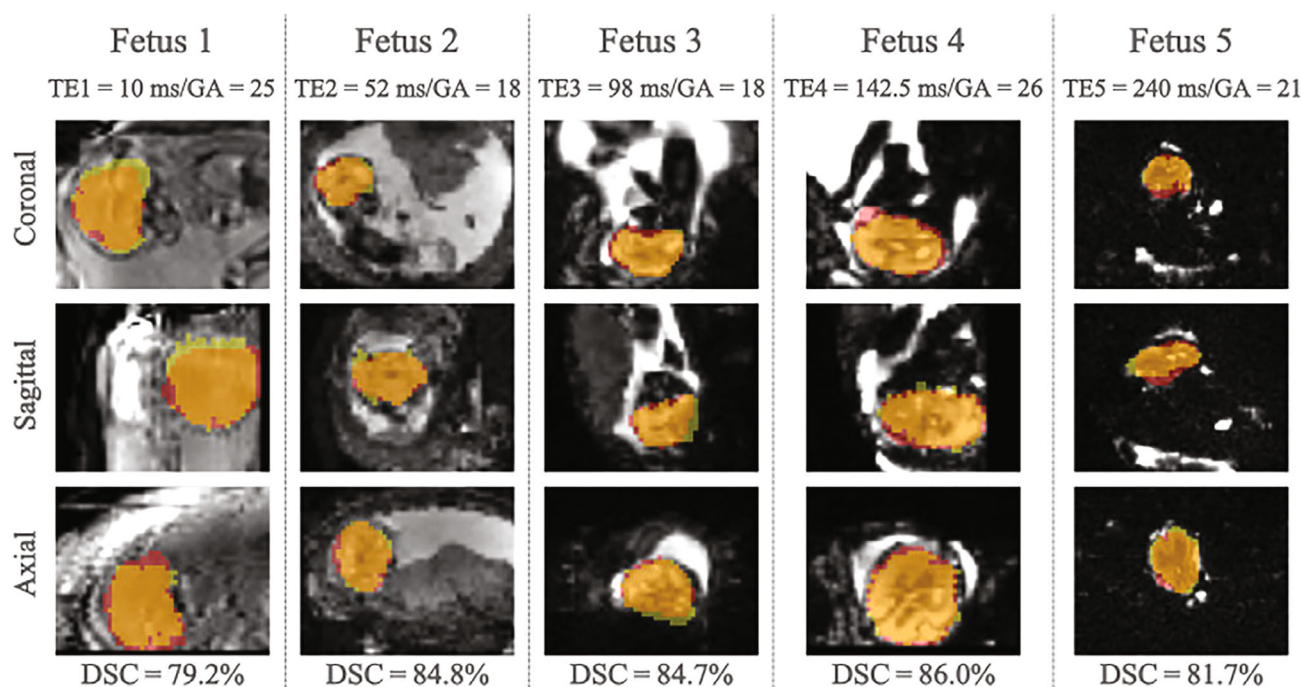 Fetus 1 Fetus 2 Fetus 3 Fetus 4 Fetus 5
TE1 = 10 ms/GA = 25 TE2 = 52 ms/GA = 18 TE3 = 98 ms/GA = 18 TE4 = 142.5 ms/GA = 26 TE5 = 240 ms/GA = 21
Coronal
Sagittal
Axial
DSC = 79.2% DSC = 84.8% DSC = 84.7% DSC = 86.0% DSC = 81.7%